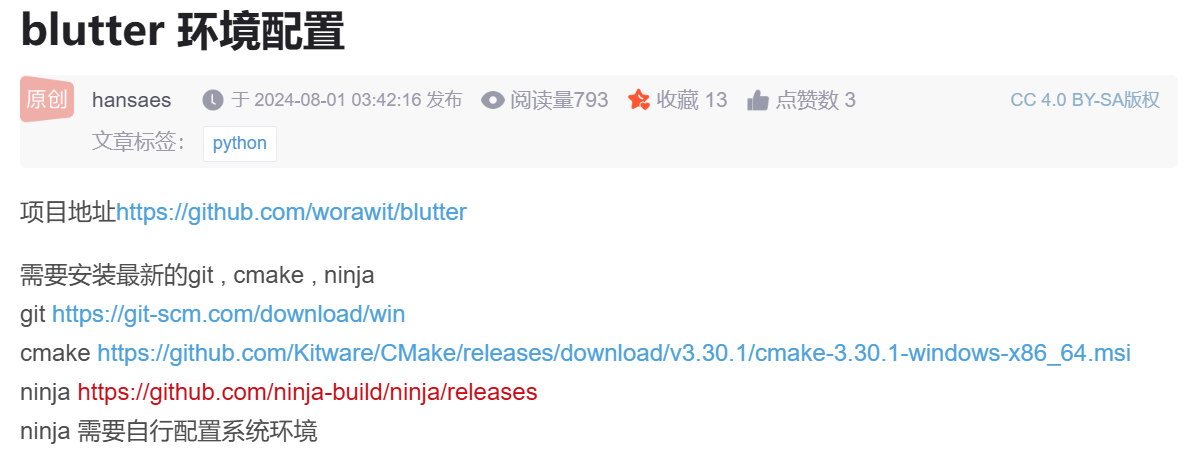 blutter 环境配置
原创 hansaes 于 2024-08-01 03:42:16 发布 阅读量793 收藏 13 点赞数 3 CC 4.0 BY-SA版权
文章标签： python
项目地址https://github.com/worawit/blutter
需要安装最新的git , cmake , ninja
git https://git-scm.com/download/win
cmake https://github.com/Kitware/CMake/releases/download/v3.30.1/cmake-3.30.1-windows-x86_64.msi
ninja https://github.com/ninja-build/ninja/releases
ninja 需要自行配置系统环境